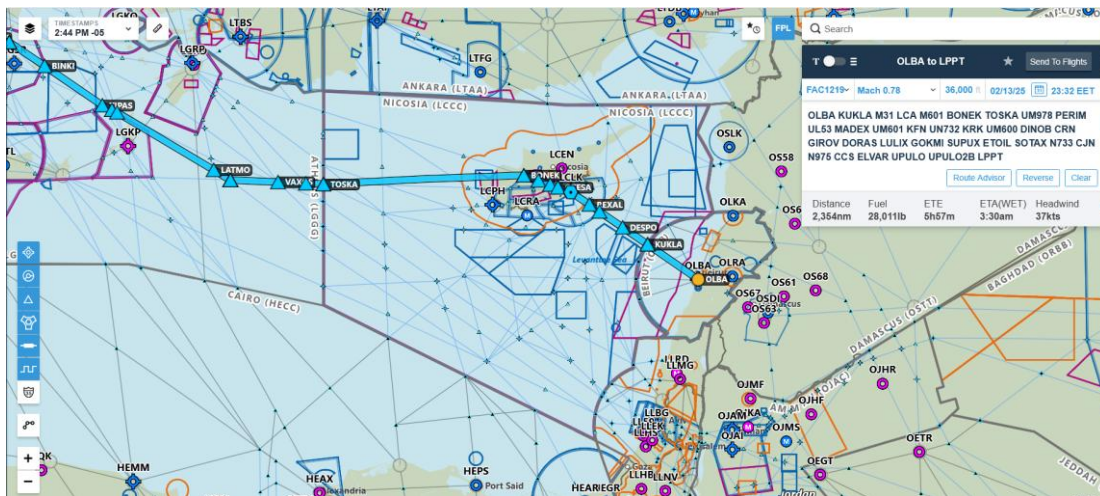 TIMESTAMPS
2:44 PM -05
FPL
Search
T
OLBA to LPPT
Send To Flights
FAC1219
Mach 0.78
36,000 ft
02/13/25
23:32 EET
OLBA KUKLA M31 LCA M601 BONEK TOSKA UM978 PERIM
UL53 MADEX UM601 KFN UN732 KRK UM600 DINOB CRN
GIROV DORAS LULIX GOKMI SUPUX ETOIL SOTAX N733 CJN
N975 CCS ELVAR UPULO UPULO2B LPPT
Route Advisor
Reverse
Clear
Distance
Fuel
ETE
ETA(WET)
Headwind
2,354nm
28,011lb
5h57m
3:30am
37kts
LGKO
LTBS
LGRP
BINKI
LTFG
ANKARA (LTAA)
ANKARA (LTAA)
NICOSIA (LCCC)
NICOSIA (LCCC)
LGKP
LATMO
TOSKA
ATHINAS (LGGG)
LCEN
BONEK
LCLK
LCPH
LCRA
REXAL
DESPO
KUKLA
Levantine Sea
OSLK
OS58
OLKA
OLBA
OLRA
OLBA
OS67
OS61
OS68
OSDI
OS63
CAIRO (HECC)
DAMASCUS (OSTT)
BAGHDAD (ORBB)
LLRD
LLMG
OJMF
OJHR
OJHF
LLBG
OJAM
OJAI
OJMS
OETR
OEGT
LLHB
LLNV
Gaza
Jordan
JEDDAH
HEMM
HEAX
HEPS
Port Said